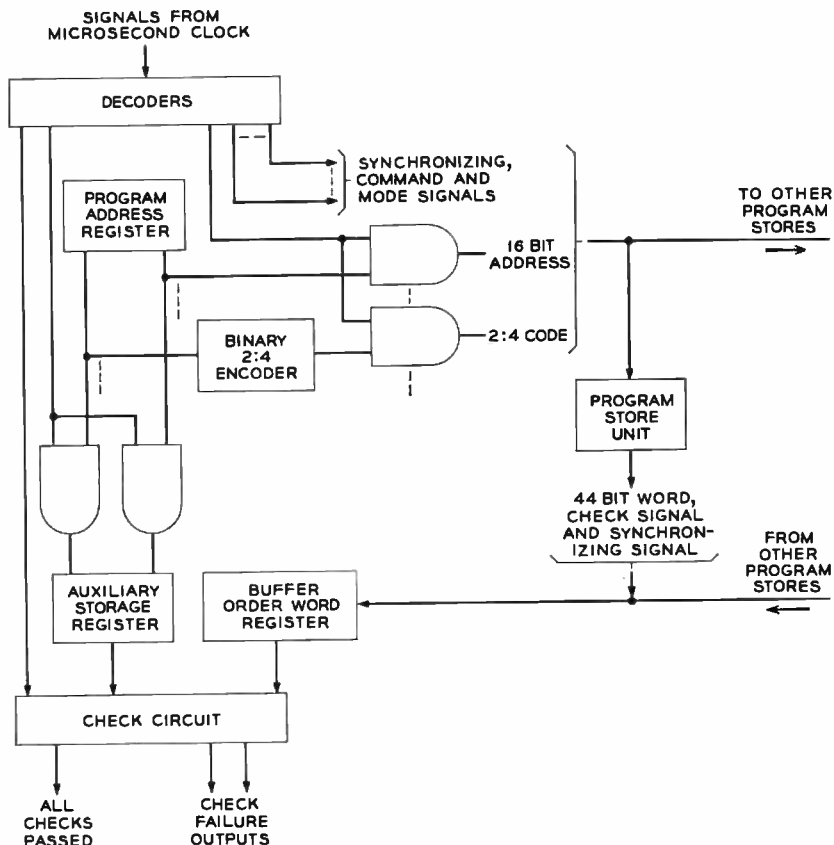 SIGNALS FROM
MICROSECOND CLOCK
DECODERS
SYNCHRONIZING,
COMMAND AND
MODE SIGNALS
PROGRAM
ADDRESS
REGISTER
TO OTHER
PROGRAM
STORES
16 BIT
ADDRESS
BINARY
2:4
ENCODER
2:4 CODE
PROGRAM
STORE
UNIT
44 BIT WORD,
CHECK SIGNAL
AND SYNCHRON-
IZING SIGNAL
FROM
OTHER
PROGRAM
STORES
AUXILIARY
STORAGE
REGISTER
BUFFER
ORDER WORD
REGISTER
CHECK CIRCUIT
ALL
CHECKS
PASSED
CHECK
FAILURE
OUTPUTS